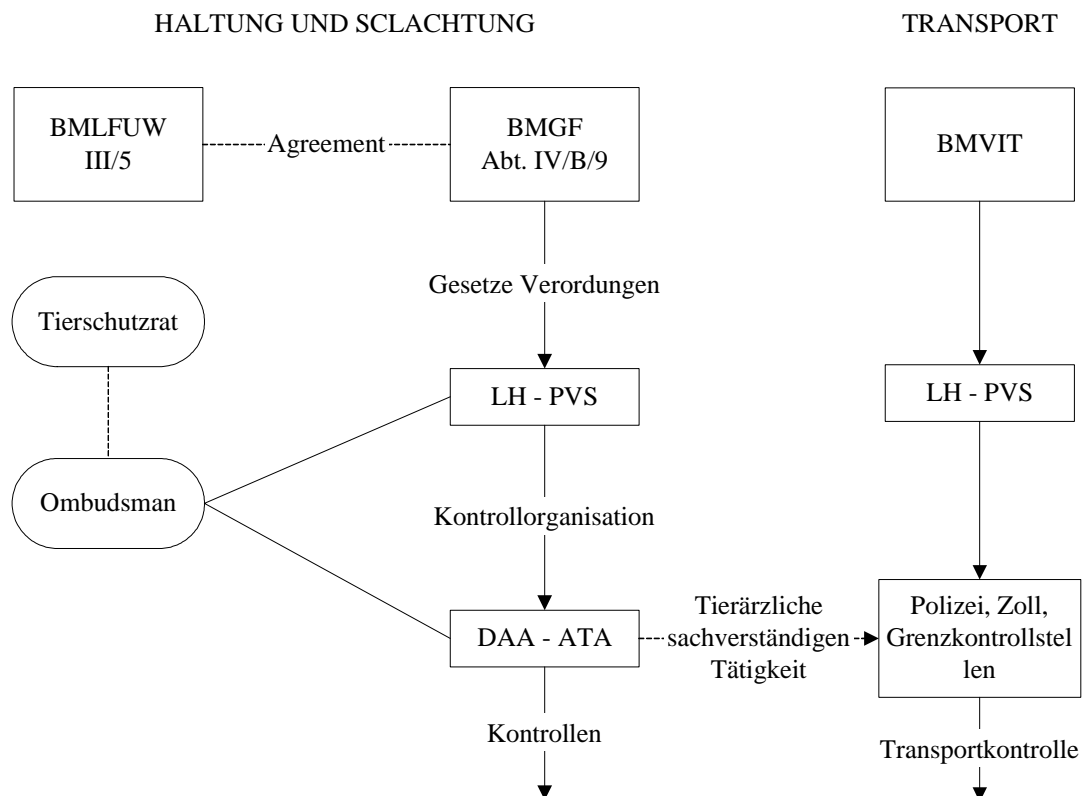 HALTUNG UND SCLACHTUNG
TRANSPORT
BMLFUW
III/5
Agreement
BMGF
Abt. IV/B/9
BMVIT
Gesetze Verordungen
Tierschutzrat
LH - PVS
LH - PVS
Ombudsman
Kontrollorganisation
DAA - ATA
Tierärzliche
sachverständigen
Tätigkeit
Polizei, Zoll,
Grenzkontrollstel
len
Kontrollen
Transportkontrolle